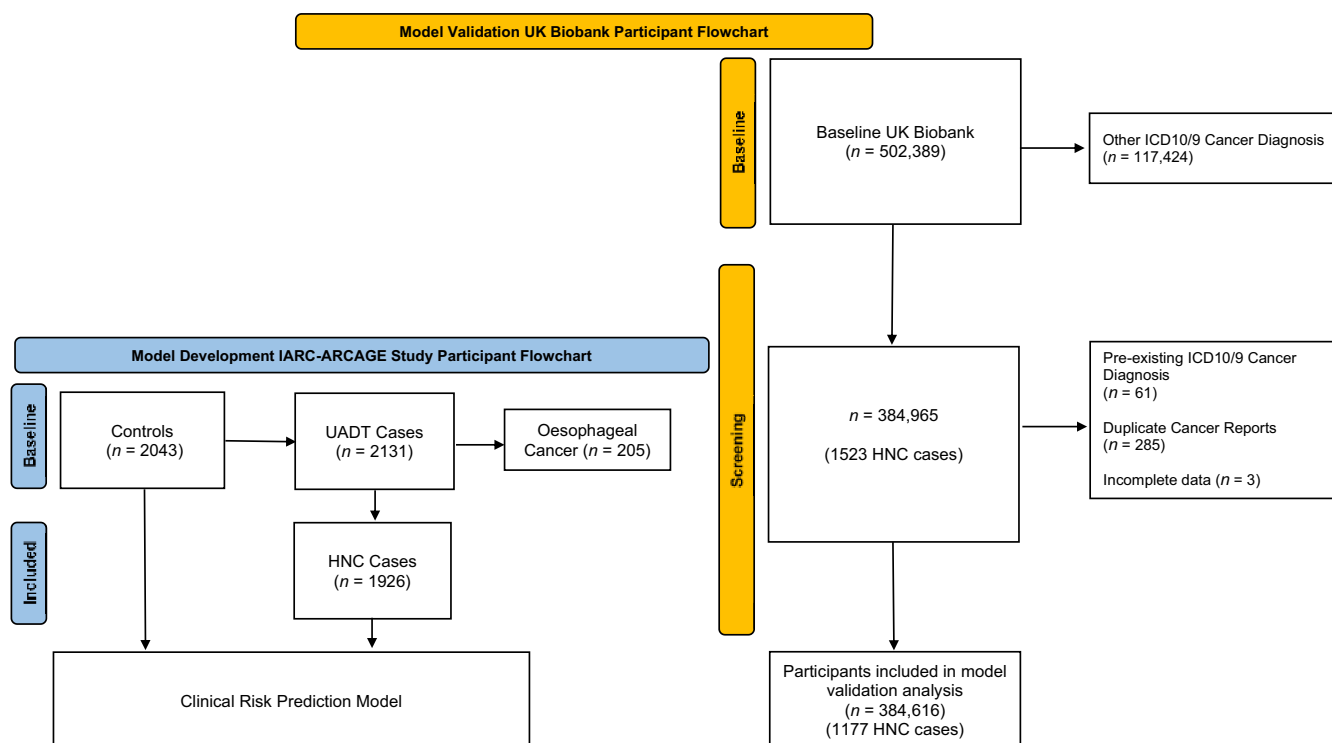 Model Validation UK Biobank Participant Flowchart
Baseline
Baseline UK Biobank
(n = 502,389)
Other ICD10/9 Cancer Diagnosis
(n = 117,424)
Screening
n = 384,965
(1523 HNC cases)
Pre-existing ICD10/9 Cancer
Diagnosis
(n = 61)
Duplicate Cancer Reports
(n = 285)
Incomplete data (n = 3)
Participants included in model
validation analysis
(n = 384,616)
(1177 HNC cases)
Model Development IARC-ARCAGE Study Participant Flowchart
Baseline
Controls
(n = 2043)
UADT Cases
(n = 2131)
Oesophageal
Cancer (n = 205)
Included
HNC Cases
(n = 1926)
Clinical Risk Prediction Model